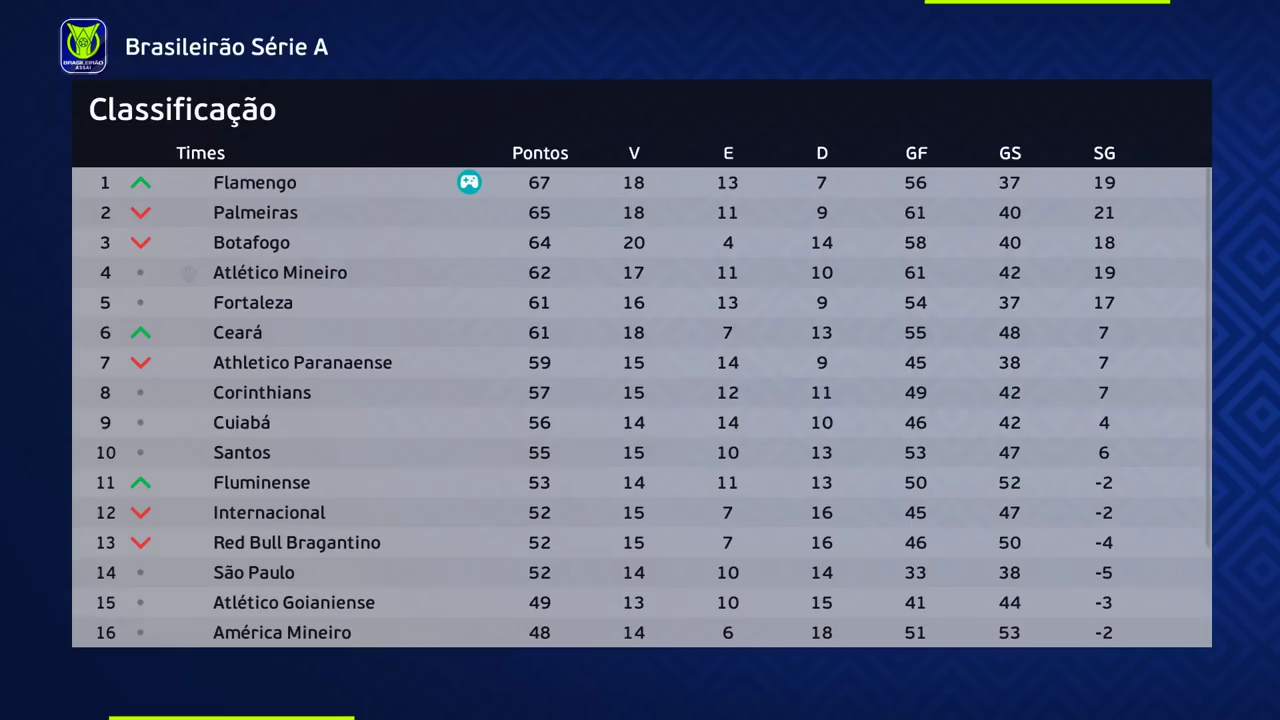 BRASILEIRÃO
ASSAÍ
Brasileirão Série A
Classificação
Times Pontos V E D GF GS SG
1 Flamengo 67 18 13 7 56 37 19
2 Palmeiras 65 18 11 9 61 40 21
3 Botafogo 64 20 4 14 58 40 18
4 Atlético Mineiro 62 17 11 10 61 42 19
5 Fortaleza 61 16 13 9 54 37 17
6 Ceará 61 18 7 13 55 48 7
7 Athletico Paranaense 59 15 14 9 45 38 7
8 Corinthians 57 15 12 11 49 42 7
9 Cuiabá 56 14 14 10 46 42 4
10 Santos 55 15 10 13 53 47 6
11 Fluminense 53 14 11 13 50 52 -2
12 Internacional 52 15 7 16 45 47 -2
13 Red Bull Bragantino 52 15 7 16 46 50 -4
14 São Paulo 52 14 10 14 33 38 -5
15 Atlético Goianiense 49 13 10 15 41 44 -3
16 América Mineiro 48 14 6 18 51 53 -2